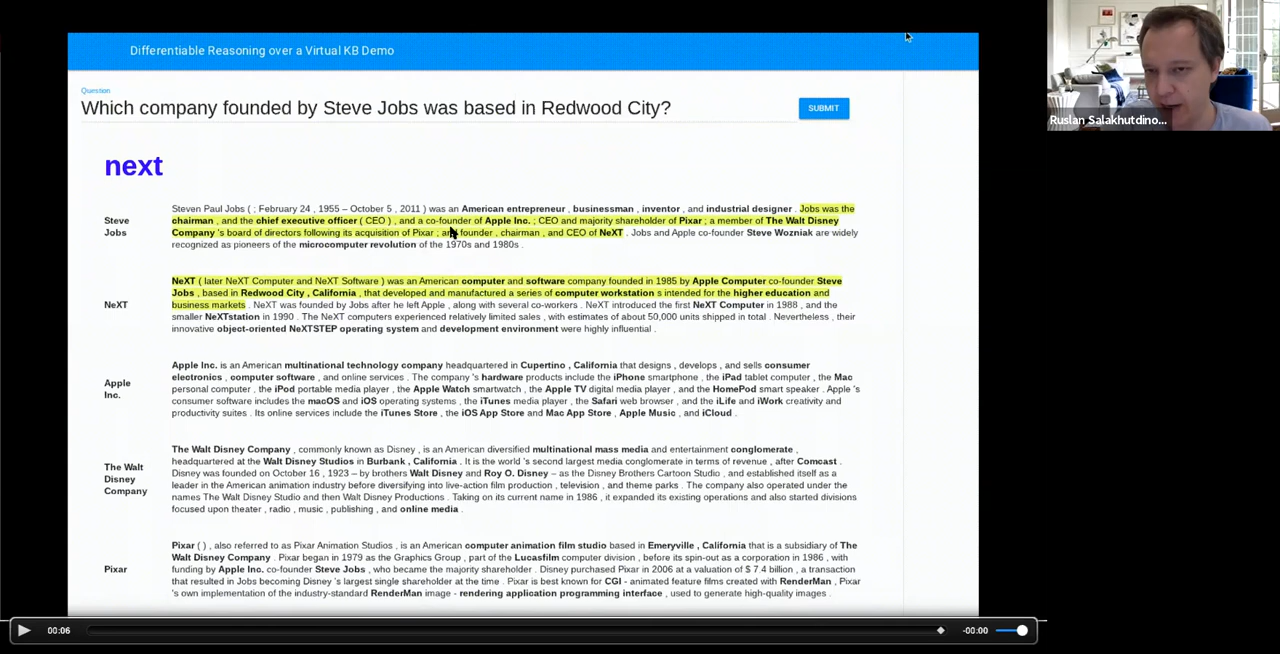 Differentiable Reasoning over a Virtual KB Demo
Question
Which company founded by Steve Jobs was based in Redwood City?
SUBMIT
Ruslan Salakhutdino...
next
Steve
Jobs
Steven Paul Jobs ( ; February 24 , 1955 – October 5 , 2011 ) was an American entrepreneur , businessman , inventor , and industrial designer . Jobs was the
chairman , and the chief executive officer ( CEO ) , and a co-founder of Apple Inc. ; CEO and majority shareholder of Pixar ; a member of The Walt Disney
Company 's board of directors following its acquisition of Pixar ; and founder , chairman , and CEO of NeXT . Jobs and Apple co-founder Steve Wozniak are widely
recognized as pioneers of the microcomputer revolution of the 1970s and 1980s .
NeXT
NeXT ( later NeXT Computer and NeXT Software ) was an American computer and software company founded in 1985 by Apple Computer co-founder Steve
Jobs , based in Redwood City , California , that developed and manufactured a series of computer workstation s intended for the higher education and
business markets . NeXT was founded by Jobs after he left Apple , along with several co-workers . NeXT introduced the first NeXT Computer in 1988 , and the
smaller NeXTstation in 1990 . The NeXT computers experienced relatively limited sales , with estimates of about 50,000 units shipped in total . Nevertheless , their
innovative object-oriented NeXTSTEP operating system and development environment were highly influential .
Apple
Inc.
Apple Inc. is an American multinational technology company headquartered in Cupertino , California that designs , develops , and sells consumer
electronics , computer software , and online services . The company 's hardware products include the iPhone smartphone , the iPad tablet computer , the Mac
personal computer , the iPod portable media player , the Apple Watch smartwatch , the Apple TV digital media player , and the HomePod smart speaker . Apple 's
consumer software includes the macOS and iOS operating systems , the iTunes media player , the Safari web browser , and the iLife and iWork creativity and
productivity suites . Its online services include the iTunes Store , the iOS App Store and Mac App Store , Apple Music , and iCloud .
The Walt
Disney
Company
The Walt Disney Company , commonly known as Disney , is an American diversified multinational mass media and entertainment conglomerate ,
headquartered at the Walt Disney Studios in Burbank , California . It is the world 's second largest media conglomerate in terms of revenue , after Comcast .
Disney was founded on October 16 , 1923 – by brothers Walt Disney and Roy O. Disney – as the Disney Brothers Cartoon Studio , and established itself as a
leader in the American animation industry before diversifying into live-action film production , television , and theme parks . The company also operated under the
names The Walt Disney Studio and then Walt Disney Productions . Taking on its current name in 1986 , it expanded its existing operations and also started divisions
focused upon theater , radio , music , publishing , and online media .
Pixar
Pixar ( ) , also referred to as Pixar Animation Studios , is an American computer animation film studio based in Emeryville , California that is a subsidiary of The
Walt Disney Company . Pixar began in 1979 as the Graphics Group , part of the Lucasfilm computer division , before its spin-out as a corporation in 1986 , with
funding by Apple Inc. co-founder Steve Jobs , who became the majority shareholder . Disney purchased Pixar in 2006 at a valuation of $ 7.4 billion , a transaction
that resulted in Jobs becoming Disney 's largest single shareholder at the time . Pixar is best known for CGI - animated feature films created with RenderMan , Pixar
's own implementation of the industry-standard RenderMan image - rendering application programming interface , used to generate high-quality images .
00:06
-00:00